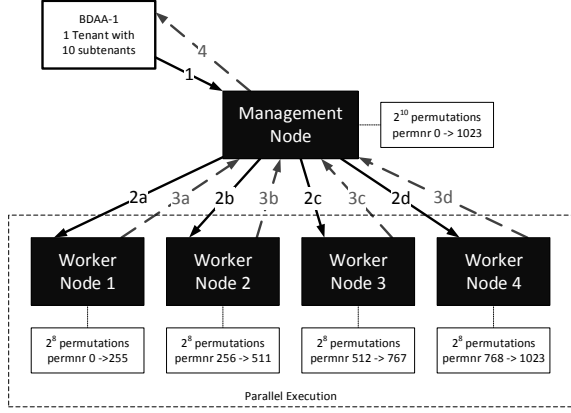 BDAA-1
1 Tenant with
10 subtenants
4
1
Management
Node
2¹⁰ permutations
permnr 0 -> 1023
2a
3a
2b
3b
2c
3c
2d
3d
Worker
Node 1
Worker
Node 2
Worker
Node 3
Worker
Node 4
2⁸ permutations
permnr 0 ->255
2⁸ permutations
permnr 256 -> 511
2⁸ permutations
permnr 512 -> 767
2⁸ permutations
permnr 768 -> 1023
Parallel Execution